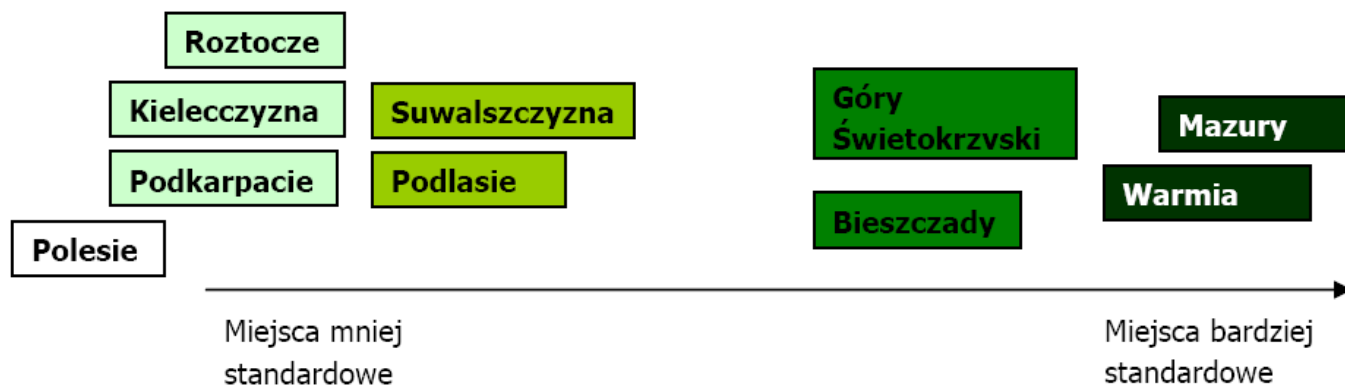 Roztocze
Kielecczyzna
Suwalszczyzna
Góry
Świetokrzvski
Mazury
Podkarpacie
Podlasie
Warmia
Polesie
Bieszczady
Miejsca mniej
standardowe
Miejsca bardziej
standardowe